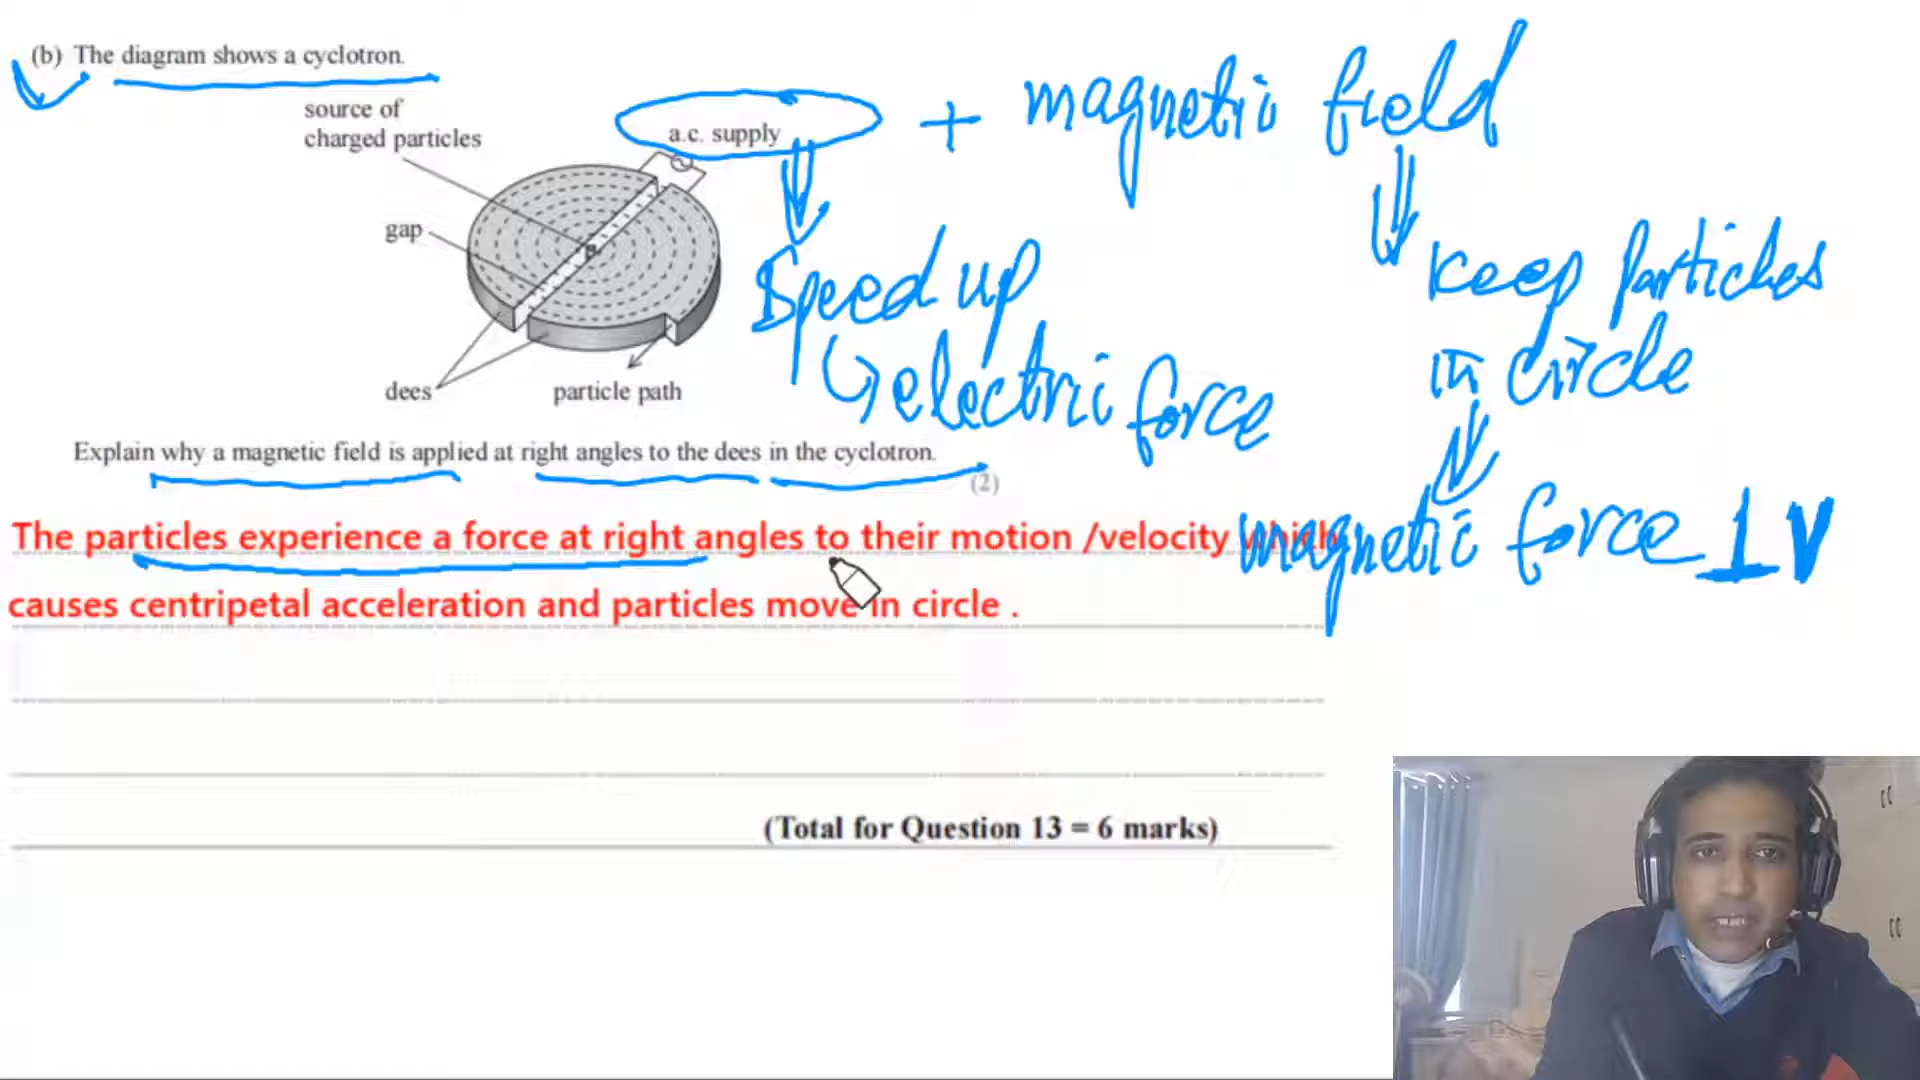 (b) The diagram shows a cyclotron.
source of
charged particles
a.c. supply
+ magnetic field
gap
dees
particle path
Speed up
↳ electric force
Keep Particles
in circle
magnetic force ⊥ V
Explain why a magnetic field is applied at right angles to the dees in the cyclotron.
(2)
The particles experience a force at right angles to their motion /velocity which
causes centripetal acceleration and particles move in circle .
(Total for Question 13 = 6 marks)